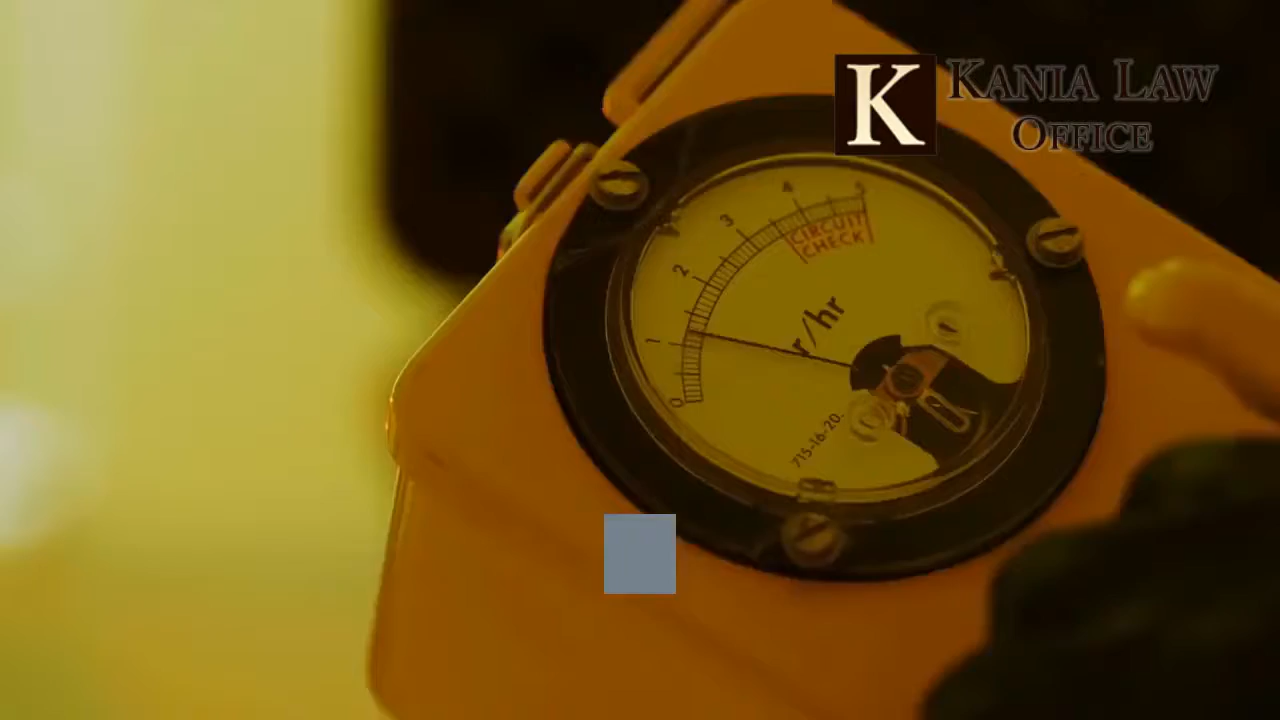 K
KANIA LAW
OFFICE
0 1 2 3 4 5
CIRCUIT
CHECK
r/hr
715-16-20.